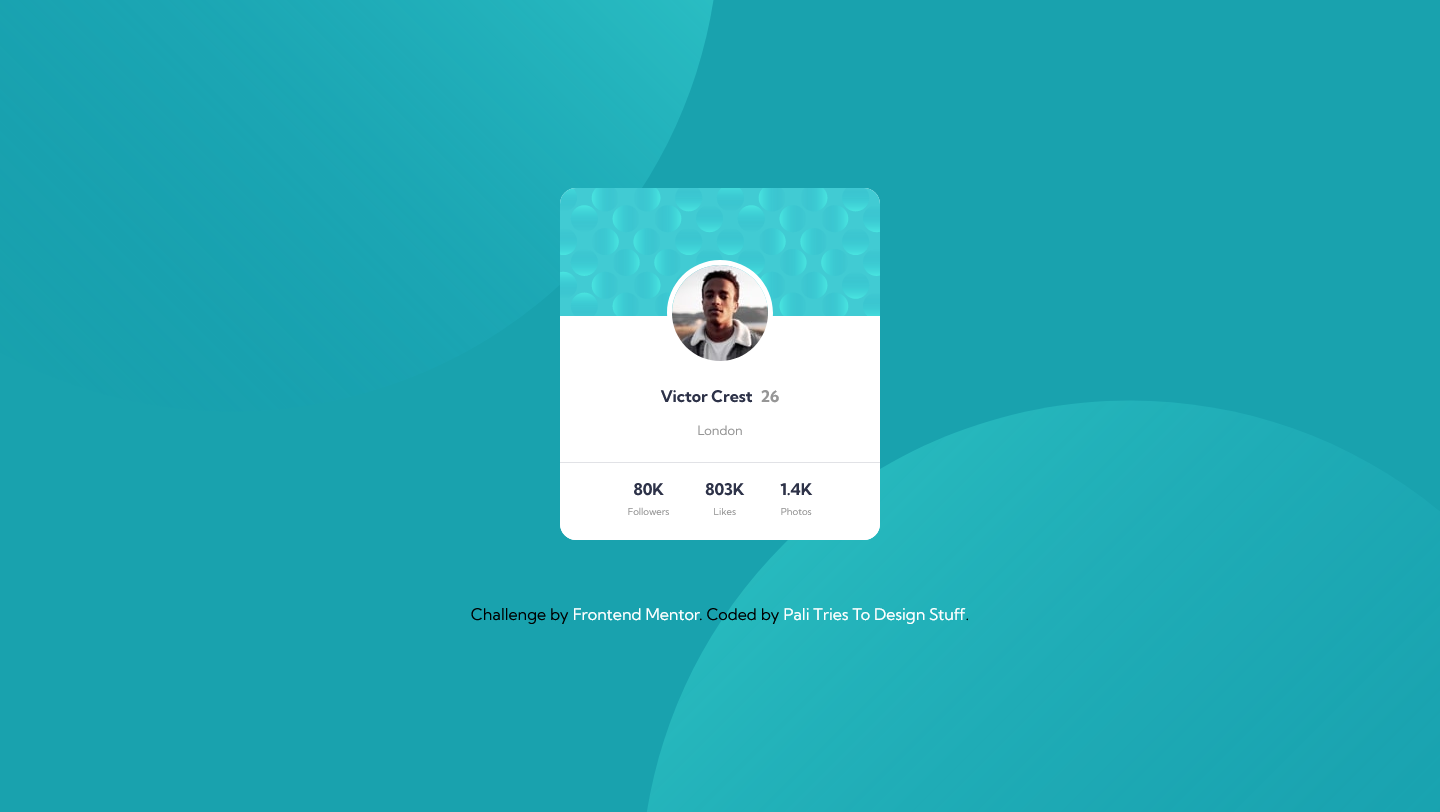 Victor Crest 26
London
80K 803K 1.4K
Followers Likes Photos
Challenge by Frontend Mentor. Coded by Pali Tries To Design Stuff.